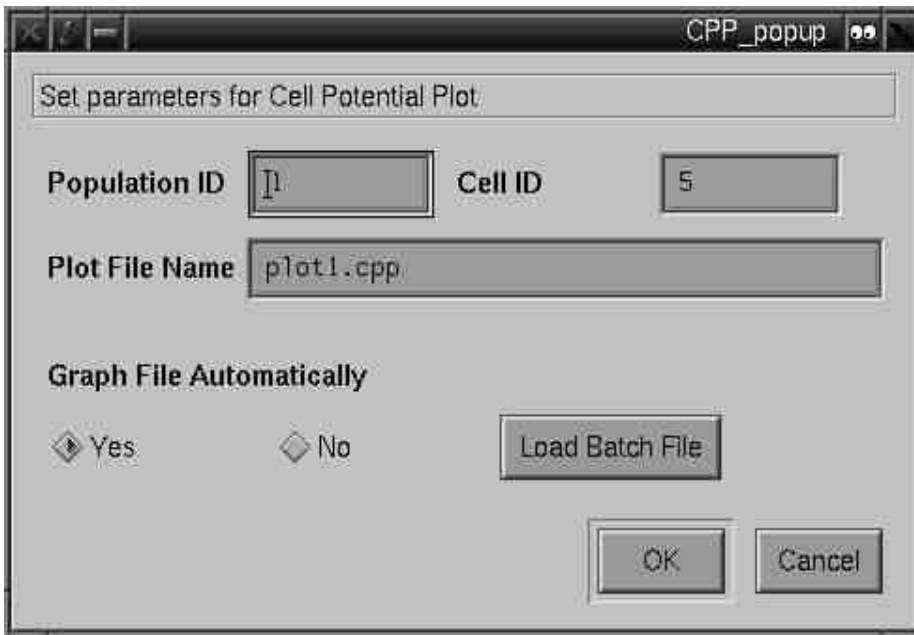 CPP_popup
Set parameters for Cell Potential Plot
Population ID 1 Cell ID 5
Plot File Name plot1.cpp
Graph File Automatically
Yes No Load Batch File
OK Cancel